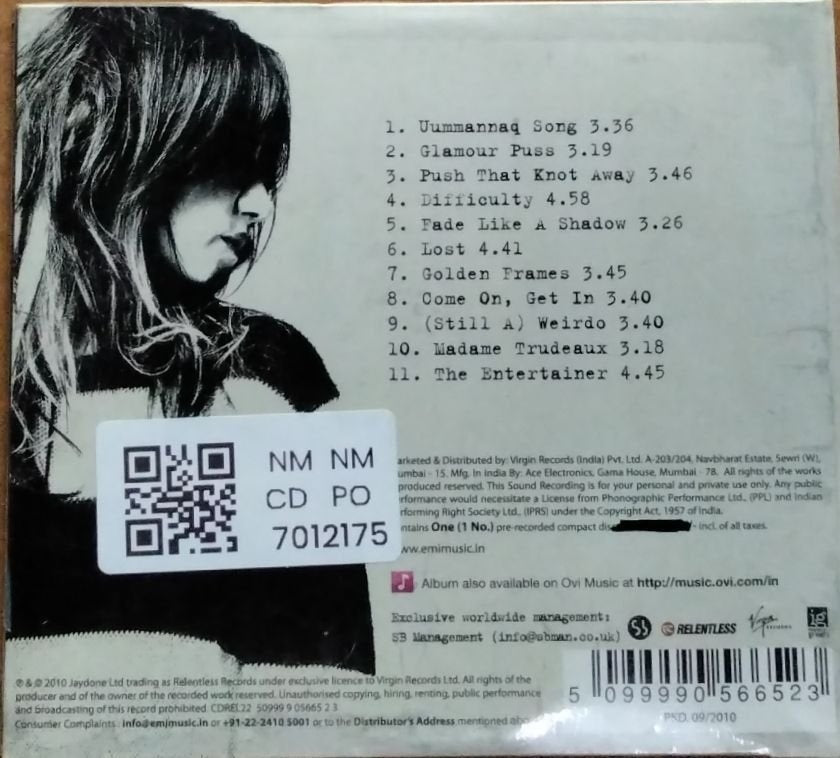 1. Uummannaq Song 3.36
2. Glamour Puss 3.19
3. Push That Knot Away 3.46
4. Difficulty 4.58
5. Fade Like A Shadow 3.26
6. Lost 4.41
7. Golden Frames 3.45
8. Come On, Get In 3.40
9. (Still A) Weirdo 3.40
10. Madame Trudeaux 3.18
11. The Entertainer 4.45
NM NM
CD PO
7012175
arketed & Distributed by: Virgin Records (India) Pvt. Ltd. A-203/204, Navbharat Estate, Sewri (W),
umbai - 15. Mfg. In India By: Ace Electronics, Gama House, Mumbai - 78. All rights of the works
produced reserved. This Sound Recording is for your personal and private use only. Any public
rformance would necessitate a License from Phonographic Performance Ltd., (PPL) and Indian
rforming Right Society Ltd., (IPRS) under the Copyright Act, 1957 of India.
ntains One (1 No.) pre-recorded compact dis /- incl. of all taxes.
ww.emimusic.in
Album also available on Ovi Music at http://music.ovi.com/in
Exclusive worldwide management:
SB Management (info@sbman.co.uk)
SB RELENTLESS Virgin RECORDS
℗ & © 2010 Jaydone Ltd trading as Relentless Records under exclusive licence to Virgin Records Ltd. All rights of the
producer and of the owner of the recorded work reserved. Unauthorised copying, hiring, renting, public performance
and broadcasting of this record prohibited. CDREL22 50999 9 05665 2 3
Consumer Complaints: info@emimusic.in or +91-22-2410 5001 or to the Distributor's Address mentioned abo
5 099990 566523
PKD. 09/2010